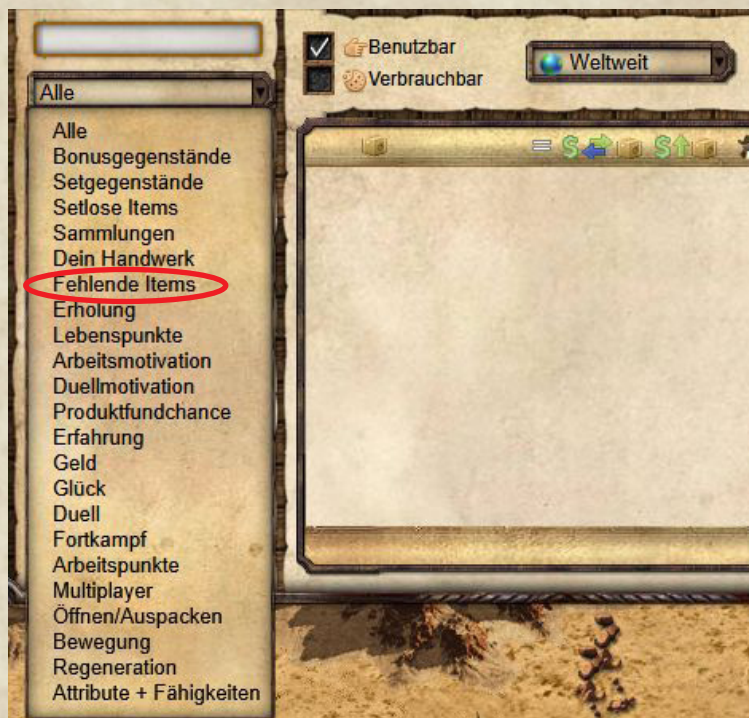 Benutzbar
Verbrauchbar
Weltweit
Alle
Alle
Bonusgegenstände
Setgegenstände
Setlose Items
Sammlungen
Dein Handwerk
Fehlende Items
Erholung
Lebenspunkte
Arbeitsmotivation
Duellmotivation
Produktfundchance
Erfahrung
Geld
Glück
Duell
Fortkampf
Arbeitspunkte
Multiplayer
Öffnen/Auspacken
Bewegung
Regeneration
Attribute + Fähigkeiten